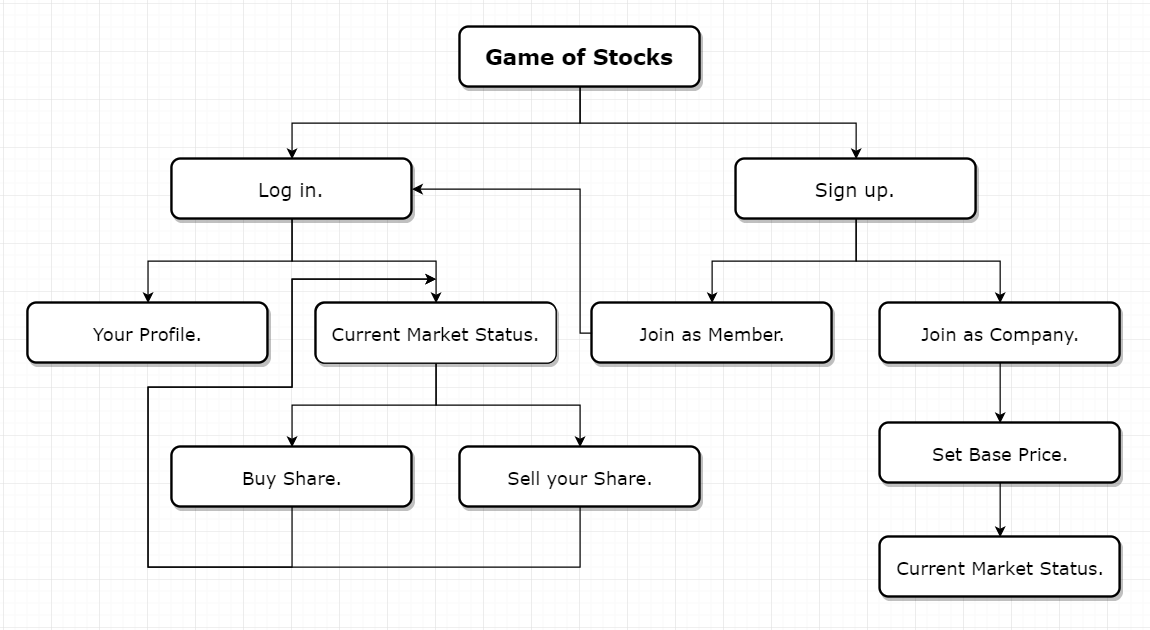 Game of Stocks
Log in.
Sign up.
Your Profile.
Current Market Status.
Join as Member.
Join as Company.
Buy Share.
Sell your Share.
Set Base Price.
Current Market Status.